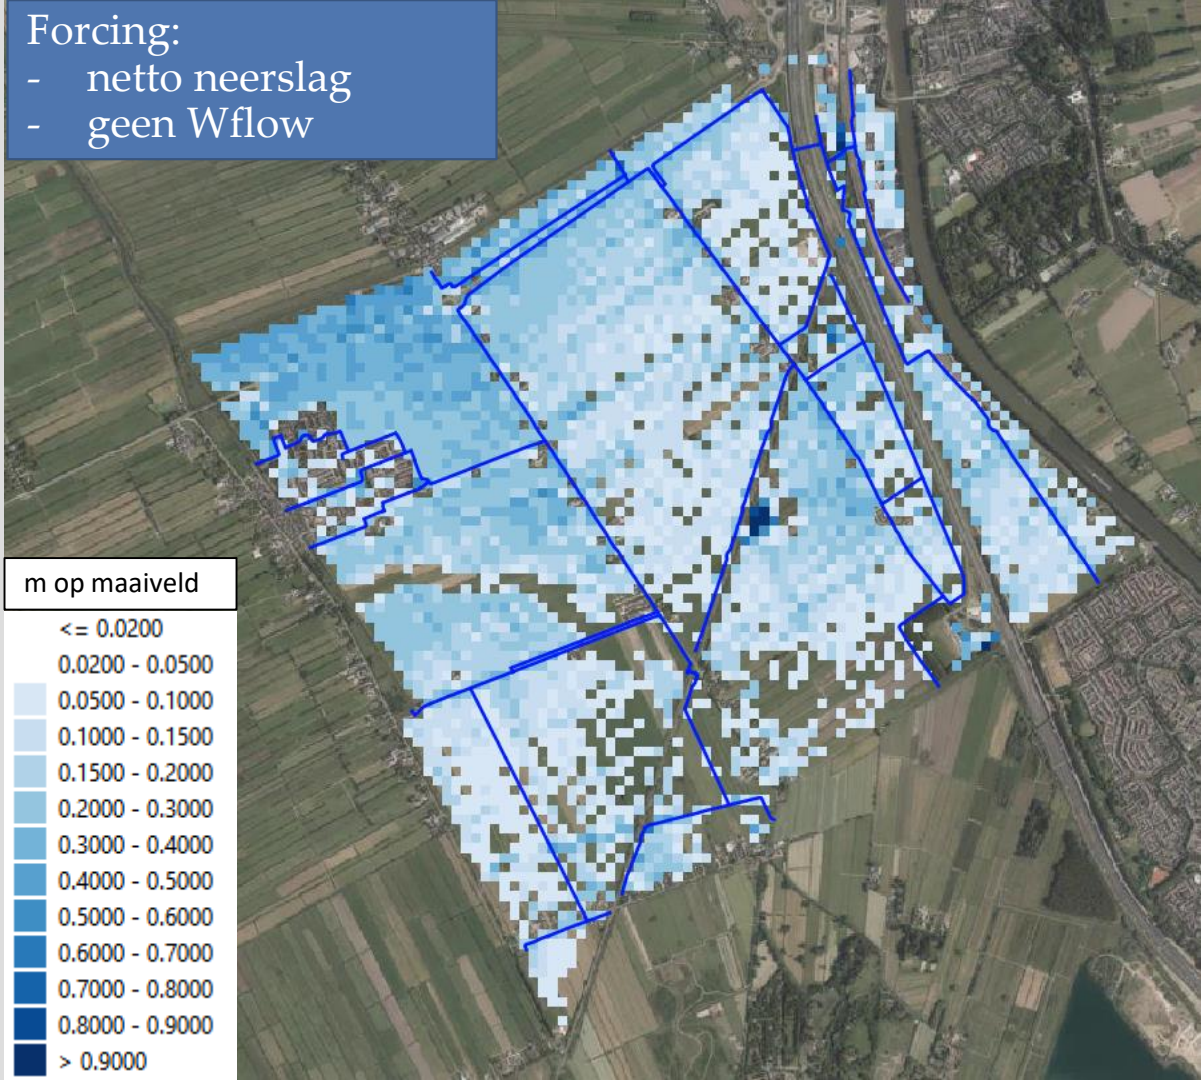 Forcing:
- netto neerslag
- geen Wflow
m op maaiveld
<= 0.0200
0.0200 - 0.0500
0.0500 - 0.1000
0.1000 - 0.1500
0.1500 - 0.2000
0.2000 - 0.3000
0.3000 - 0.4000
0.4000 - 0.5000
0.5000 - 0.6000
0.6000 - 0.7000
0.7000 - 0.8000
0.8000 - 0.9000
> 0.9000